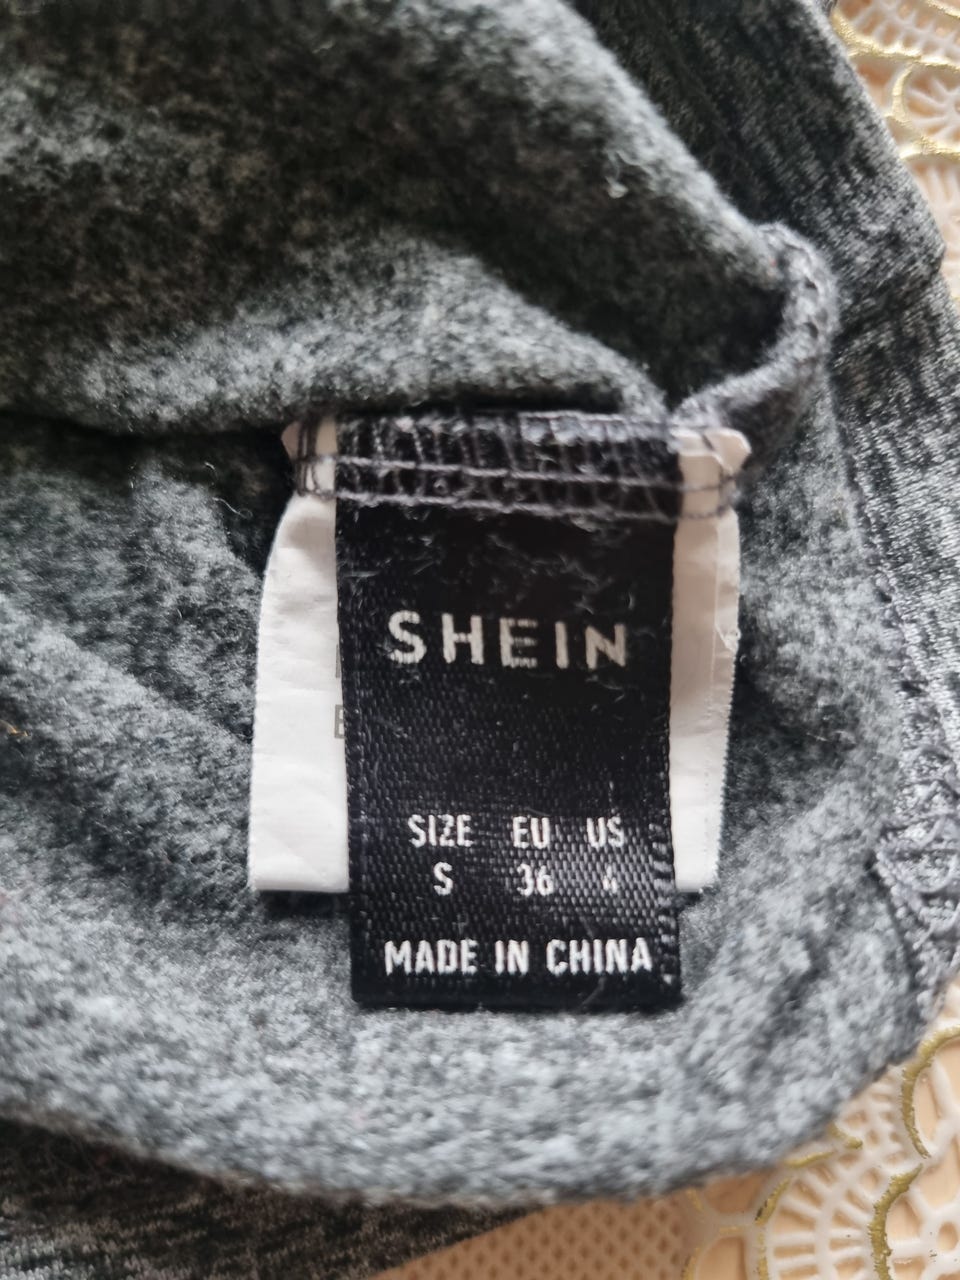 SHEIN
SIZE EU US
S 36 4
MADE IN CHINA